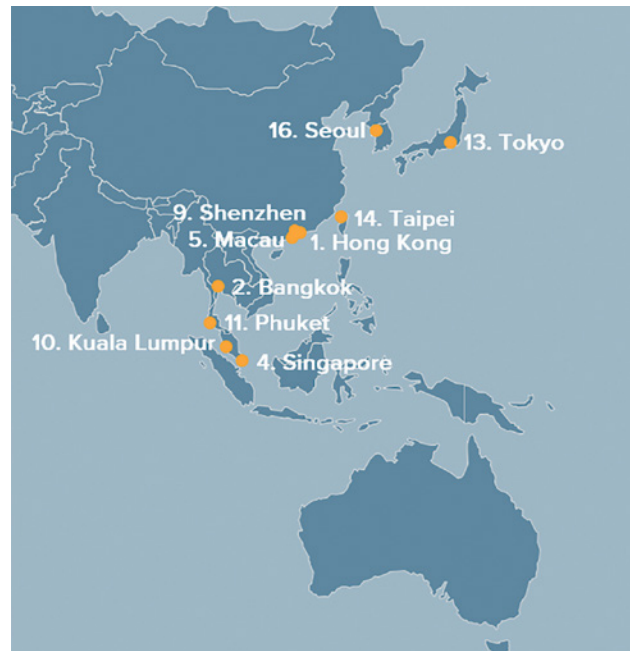 16. Seoul
13. Tokyo
9. Shenzhen
14. Taipei
5. Macau
1. Hong Kong
2. Bangkok
11. Phuket
10. Kuala Lumpur
4. Singapore